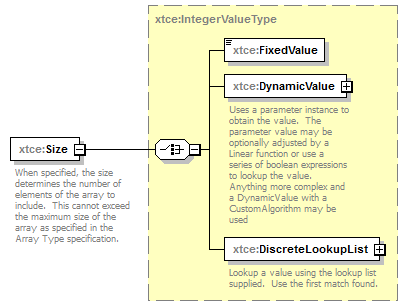 xtce:IntegerValueType
xtce:FixedValue
xtce:DynamicValue
Uses a parameter instance to
obtain the value.  The
parameter value may be
optionally adjusted by a
Linear function or use a
series of boolean expressions
to lookup the value.
Anything more complex and
a DynamicValue with a
CustomAlgorithm may be
used
xtce:Size
When specified, the size
determines the number of
elements of the array to
include.  This cannot exceed
the maximum size of the
array as specified in the
Array Type specification.
xtce:DiscreteLookupList
Lookup a value using the lookup list
supplied.  Use the first match found.